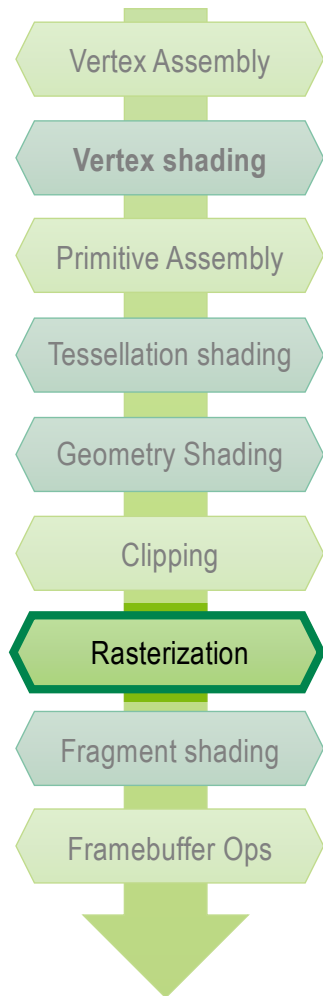 Vertex Assembly
Vertex shading
Primitive Assembly
Tessellation shading
Geometry Shading
Clipping
Rasterization
Fragment shading
Framebuffer Ops